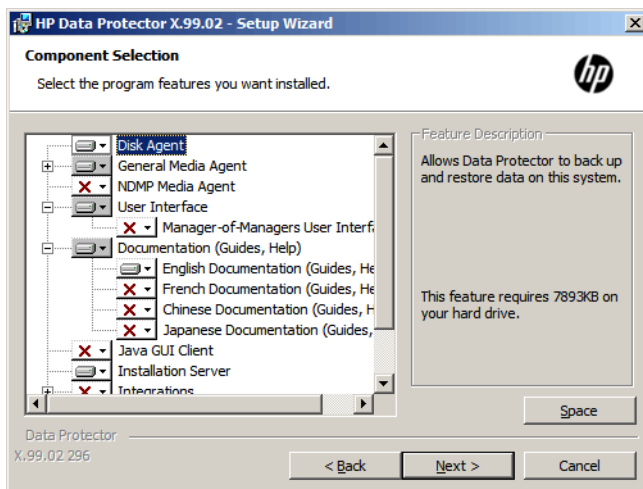 HP Data Protector X.99.02 - Setup Wizard
Component Selection
Select the program features you want installed.
hp
Disk Agent
General Media Agent
NDMP Media Agent
User Interface
Manager-of-Managers User Interf
Documentation (Guides, Help)
English Documentation (Guides, He
French Documentation (Guides, He
Chinese Documentation (Guides, H
Japanese Documentation (Guides,
Java GUI Client
Installation Server
Integrations
Feature Description
Allows Data Protector to back up
and restore data on this system.
This feature requires 7893KB on
your hard drive.
Space
Data Protector
X.99.02 296
< Back
Next >
Cancel